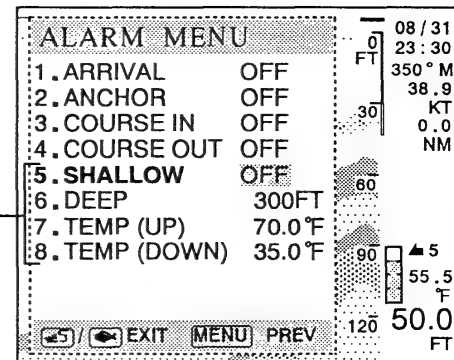 ALARM MENU
1. ARRIVAL OFF
2. ANCHOR OFF
3. COURSE IN OFF
4. COURSE OUT OFF
5. SHALLOW OFF
6. DEEP 300FT
7. TEMP (UP) 70.0°F
8. TEMP (DOWN) 35.0°F
/ EXIT MENU PREV
0
FT
30
60
90
120
08/31
23:30
350°M
38.9
KT
0.0
NM
5
55.5
°F
50.0
FT